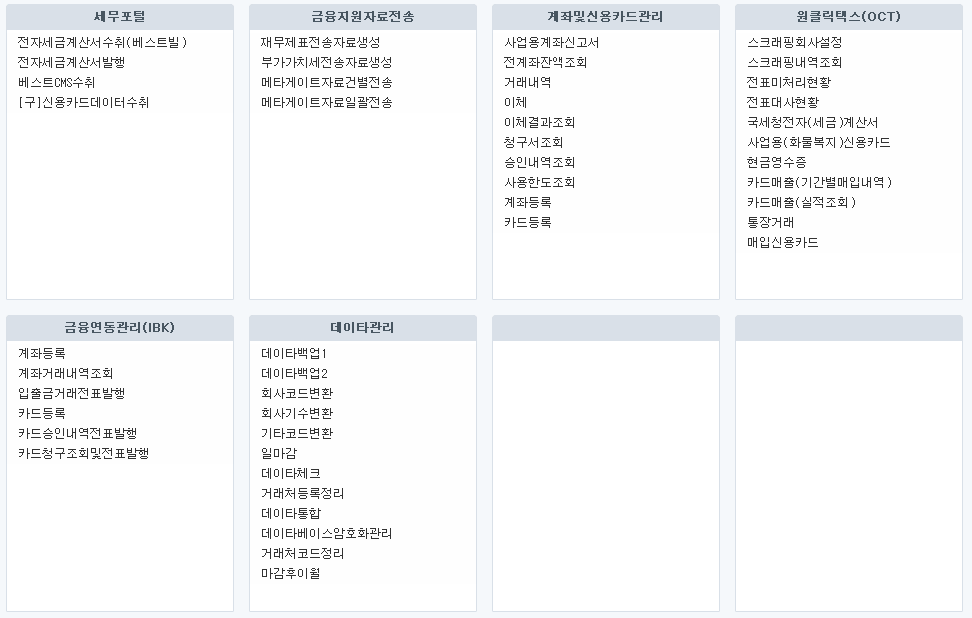 세무포털
전자세금계산서수취(베스트빌)
전자세금계산서발행
베스트CMS수취
[구]신용카드데이터수취
금융지원자료전송
재무제표전송자료생성
부가가치세전송자료생성
메타게이트자료건별전송
메타게이트자료일괄전송
계좌및신용카드관리
사업용계좌신고서
전계좌잔액조회
거래내역
이체
이체결과조회
청구서조회
승인내역조회
사용한도조회
계좌등록
카드등록
원클릭택스(OCT)
스크래핑회사설정
스크래핑내역조회
전표미처리현황
전표대사현황
국세청전자(세금)계산서
사업용(화물복지)신용카드
현금영수증
카드매출(기간별매입내역)
카드매출(실적조회)
통장거래
매입신용카드
금융연동관리(IBK)
계좌등록
계좌거래내역조회
입출금거래전표발행
카드등록
카드승인내역전표발행
카드청구조회및전표발행
데이타관리
데이타백업1
데이타백업2
회사코드변환
회사기수변환
기타코드변환
일마감
데이타체크
거래처등록정리
데이타통합
데이타베이스암호화관리
거래처코드정리
마감후이월